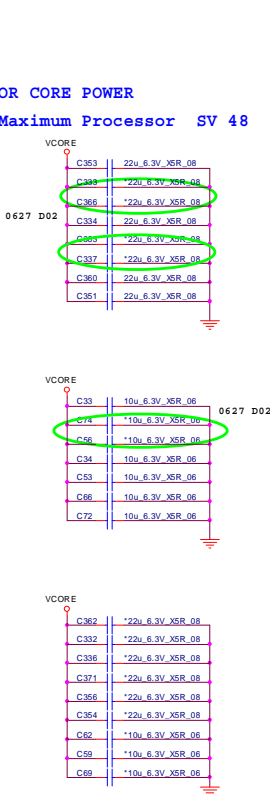 OR CORE POWER
Maximum Processor SV 48
VCORE
C353 22u_6.3V_X5R_08
C333 *22u_6.3V_X5R_08
C366 *22u_6.3V_X5R_08
0627 D02
C334 22u_6.3V_X5R_08
*22u_6.3V_X5R_08
C337 *22u_6.3V_X5R_08
C360 22u_6.3V_X5R_08
C351 22u_6.3V_X5R_08
VCORE
C33 10u_6.3V_X5R_06
0627 D02
C74 *10u_6.3V_X5R_06
C56 *10u_6.3V_X5R_06
C34 10u_6.3V_X5R_06
C53 10u_6.3V_X5R_06
C66 10u_6.3V_X5R_06
C72 10u_6.3V_X5R_06
VCORE
C362 *22u_6.3V_X5R_08
C332 *22u_6.3V_X5R_08
C336 *22u_6.3V_X5R_08
C371 *22u_6.3V_X5R_08
C356 *22u_6.3V_X5R_08
C354 *22u_6.3V_X5R_08
C62 *10u_6.3V_X5R_06
C59 *10u_6.3V_X5R_06
C69 *10u_6.3V_X5R_06